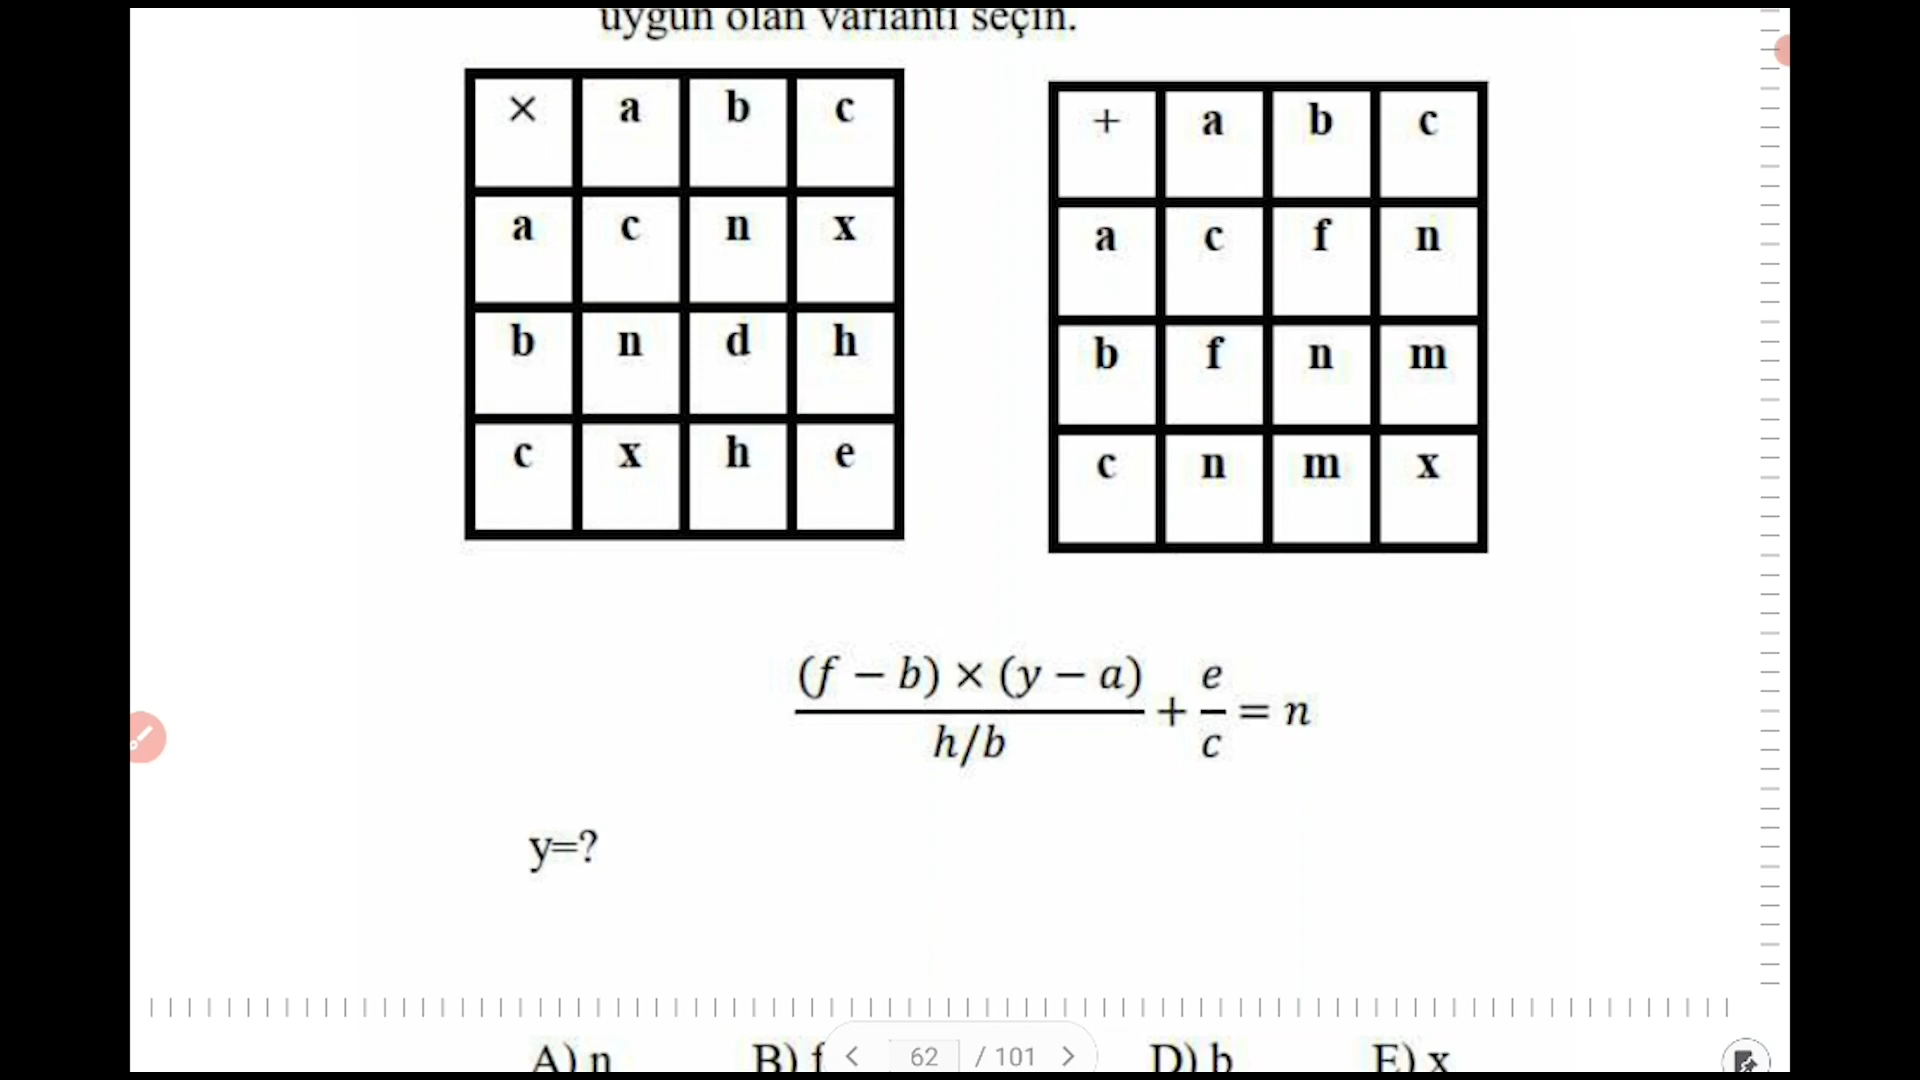 uygun olan variantı seçin.
× a b c
a c n x
b n d h
c x h e
+ a b c
a c f n
b f n m
c n m x
(f − b) × (y − a)
h/b
+ e/c = n
y=?
A) n B) f D) b E) x
62 / 101